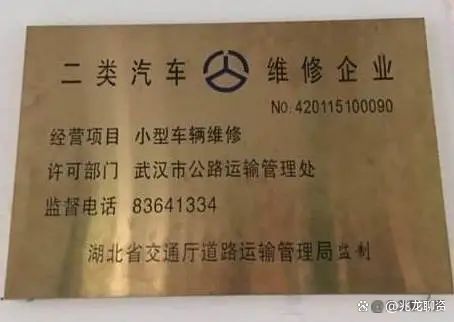 二类汽车 维修企业
NO:420115100090
经营项目 小型车辆维修
许可部门 武汉市公路运输管理处
监督电话 83641334
湖北省交通厅道路运输管理局监制
@兆龙聊资